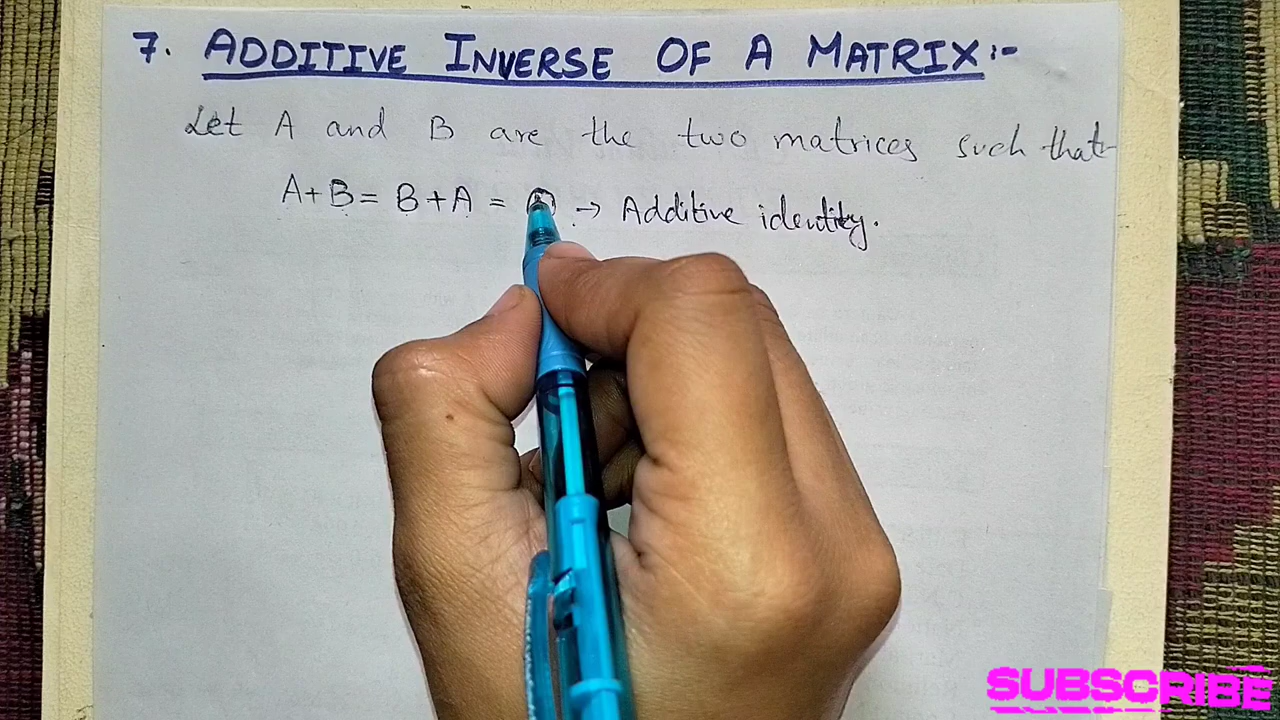 7. ADDITIVE INVERSE OF A MATRIX:-
Let A and B are the two matrices such that
A+B = B+A = → Additive identity.
SUBSCRIBE